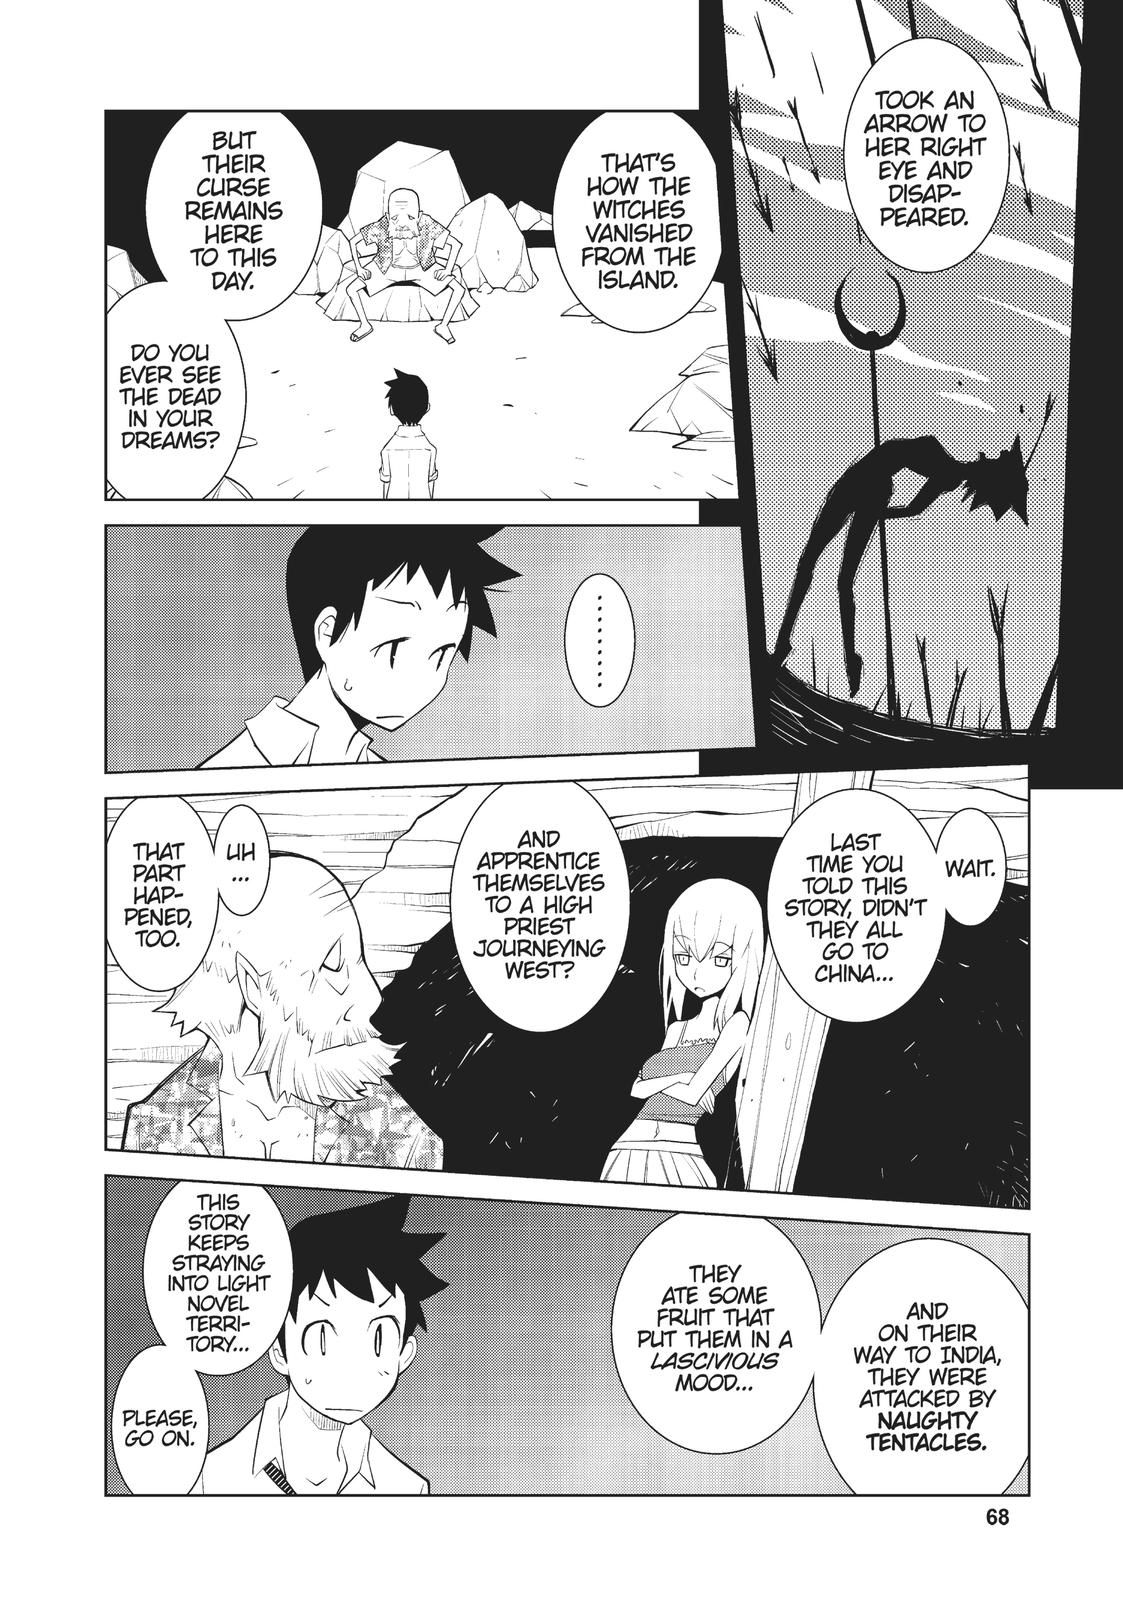 TOOK AN
ARROW TO
HER RIGHT
EYE AND
DISAP-
PEARED.
THAT'S
HOW THE
WITCHES
VANISHED
FROM THE
ISLAND.
BUT
THEIR
CURSE
REMAINS
HERE
TO THIS
DAY.
DO YOU
EVER SEE
THE DEAD
IN YOUR
DREAMS?
........
WAIT.
LAST
TIME YOU
TOLD THIS
STORY, DIDN'T
THEY ALL
GO TO
CHINA...
AND
APPRENTICE
THEMSELVES
TO A HIGH
PRIEST
JOURNEYING
WEST?
UH
...
THAT
PART
HAP-
PENED,
TOO.
AND
ON THEIR
WAY TO INDIA,
THEY WERE
ATTACKED BY
NAUGHTY
TENTACLES.
THEY
ATE SOME
FRUIT THAT
PUT THEM IN A
LASCIVIOUS
MOOD...
THIS
STORY
KEEPS
STRAYING
INTO LIGHT
NOVEL
TERRI-
TORY...
PLEASE,
GO ON.
68